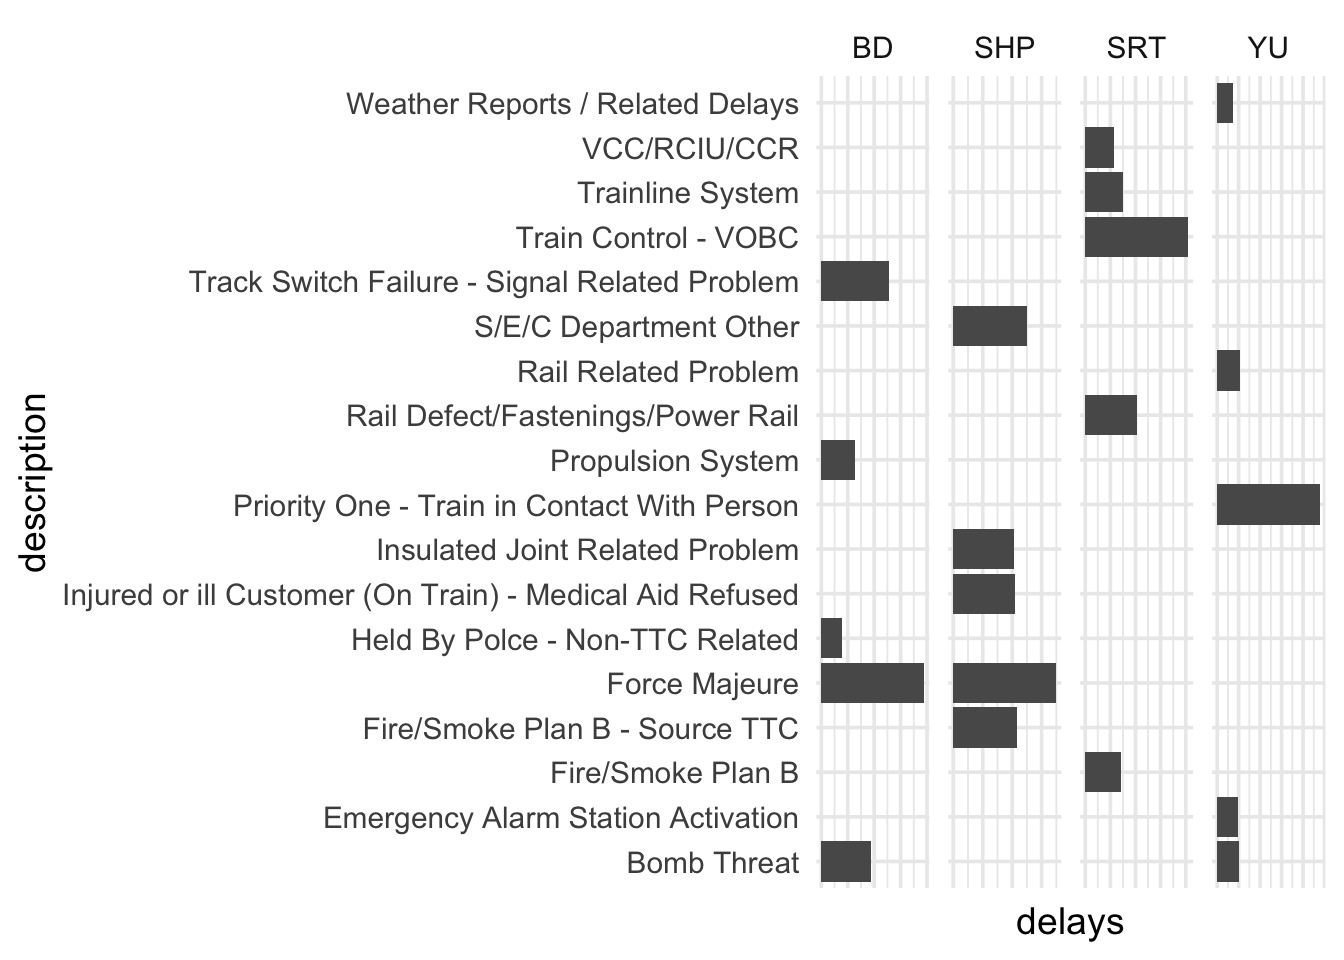 BD SHP SRT YU
Weather Reports / Related Delays
VCC/RCIU/CCR
Trainline System
Train Control - VOBC
Track Switch Failure - Signal Related Problem
S/E/C Department Other
Rail Related Problem
Rail Defect/Fastenings/Power Rail
Propulsion System
Priority One - Train in Contact With Person
Insulated Joint Related Problem
Injured or ill Customer (On Train) - Medical Aid Refused
Held By Polce - Non-TTC Related
Force Majeure
Fire/Smoke Plan B - Source TTC
Fire/Smoke Plan B
Emergency Alarm Station Activation
Bomb Threat
description
delays